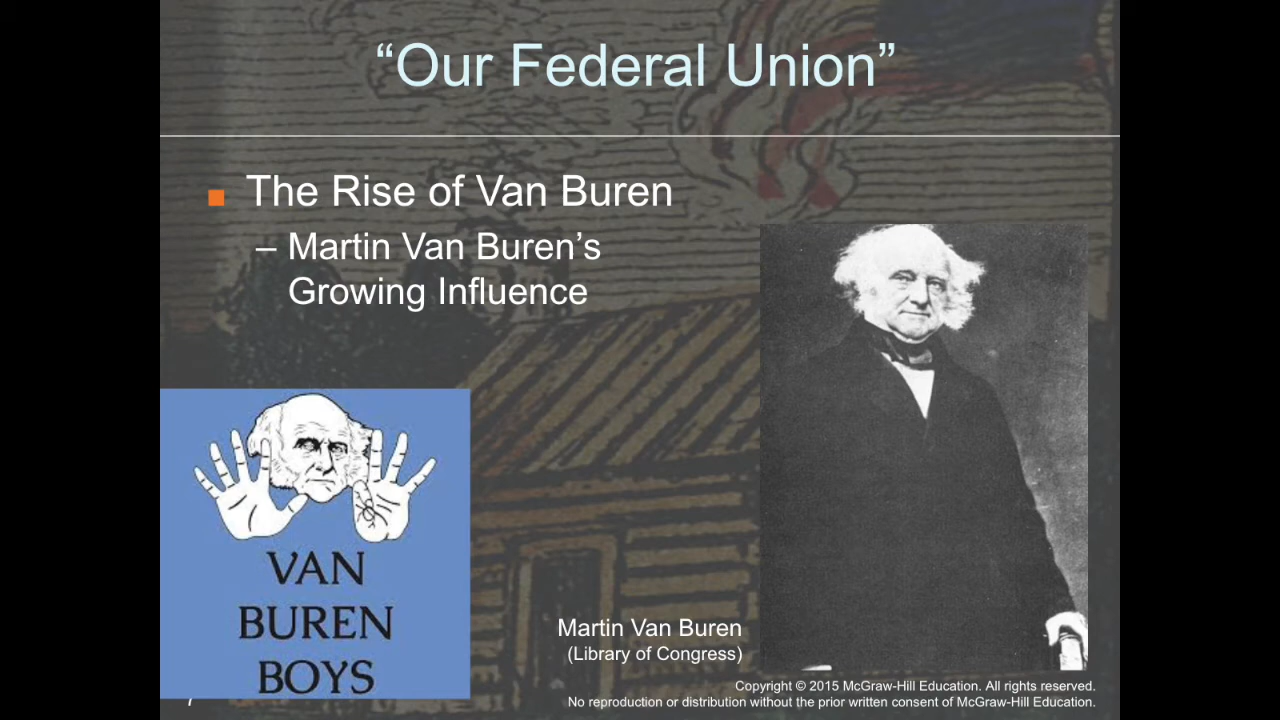 “Our Federal Union”
■ The Rise of Van Buren
– Martin Van Buren’s
Growing Influence
VAN
BUREN
BOYS
Martin Van Buren
(Library of Congress)
Copyright © 2015 McGraw-Hill Education. All rights reserved.
No reproduction or distribution without the prior written consent of McGraw-Hill Education.